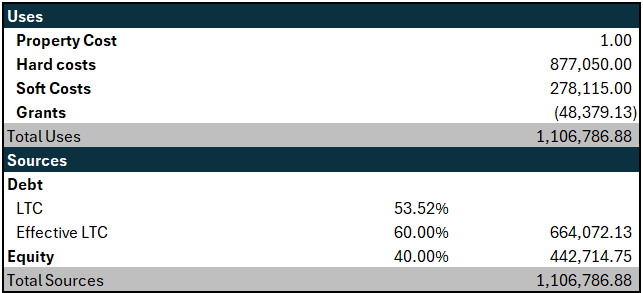 Uses
Property Cost 1.00
Hard costs 877,050.00
Soft Costs 278,115.00
Grants (48,379.13)
Total Uses 1,106,786.88
Sources
Debt
LTC 53.52%
Effective LTC 60.00% 664,072.13
Equity 40.00% 442,714.75
Total Sources 1,106,786.88